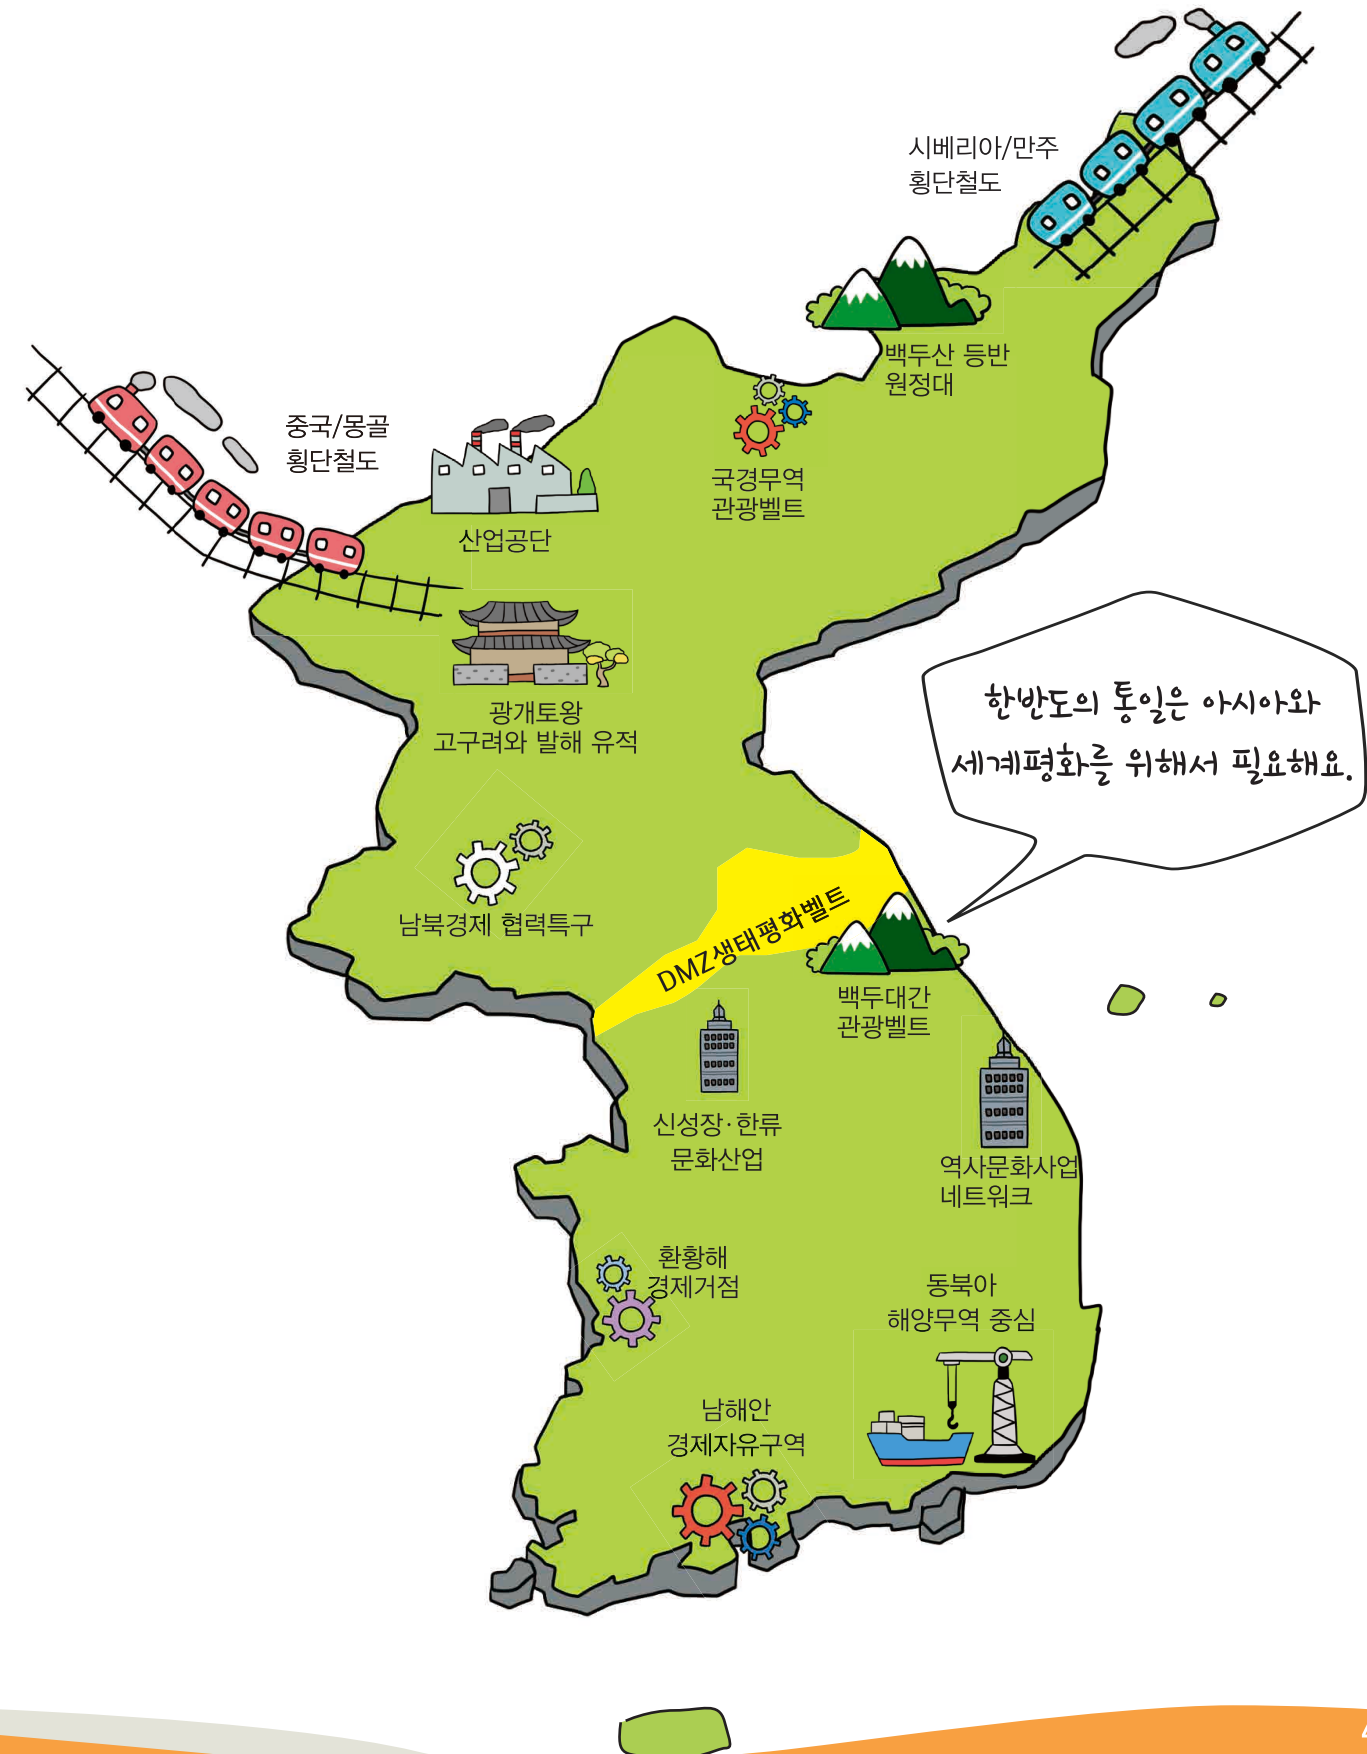 시베리아/만주
횡단철도
백두산 등반
원정대
중국/몽골
횡단철도
국경무역
관광벨트
산업공단
광개토왕
고구려와 발해 유적
한반도의 통일은 아시아와
세계평화를 위해서 필요해요.
남북경제 협력특구
DMZ생태평화벨트
백두대간
관광벨트
신성장·한류
문화산업
역사문화사업
네트워크
환황해
경제거점
동북아
해양무역 중심
남해안
경제자유구역